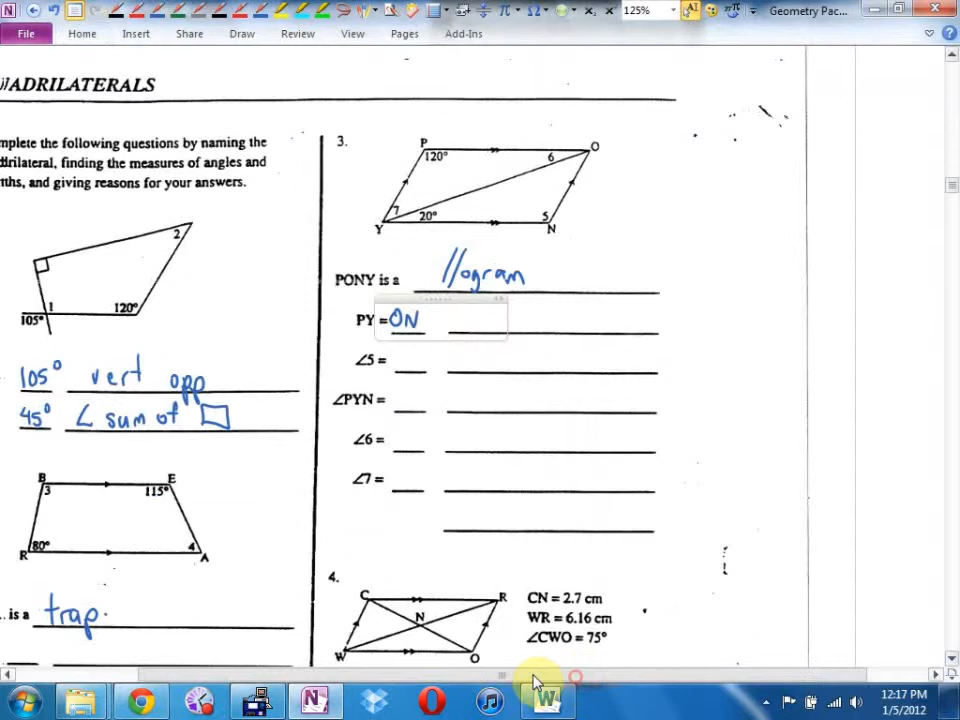 125%
Geometry Pac...
File Home Insert Share Draw Review View Pages Add-Ins
ADRILATERALS
mplete the following questions by naming the
drilateral, finding the measures of angles and
ths, and giving reasons for your answers.
2
1
120°
105°
105° vert opp
45° ∠ sum of
B E
3 115°
80° 4
R A
is a trap.
3.
P O
120° 6
7 20° 5
Y N
PONY is a //ogram
PY = ON
∠5 =
∠PYN =
∠6 =
∠7 =
4.
C R
N
W O
CN = 2.7 cm
WR = 6.16 cm
∠CWO = 75°
12:17 PM
1/5/2012